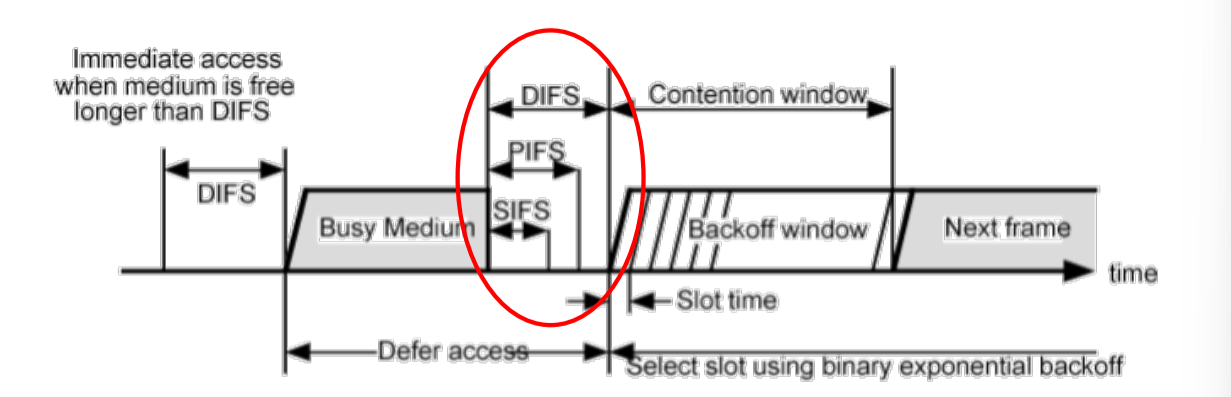 Immediate access
when medium is free
longer than DIFS
DIFS
Contention window
PIFS
DIFS
SIFS
Busy Medium
Backoff window
Next frame
time
Slot time
Defer access
Select slot using binary exponential backoff